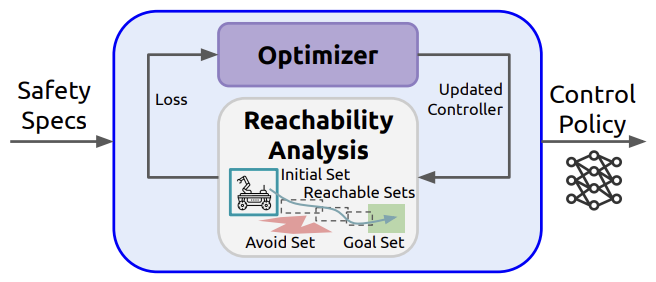 Safety
Specs
Loss
Optimizer
Updated
Controller
Reachability
Analysis
Initial Set
Reachable Sets
Avoid Set
Goal Set
Control
Policy